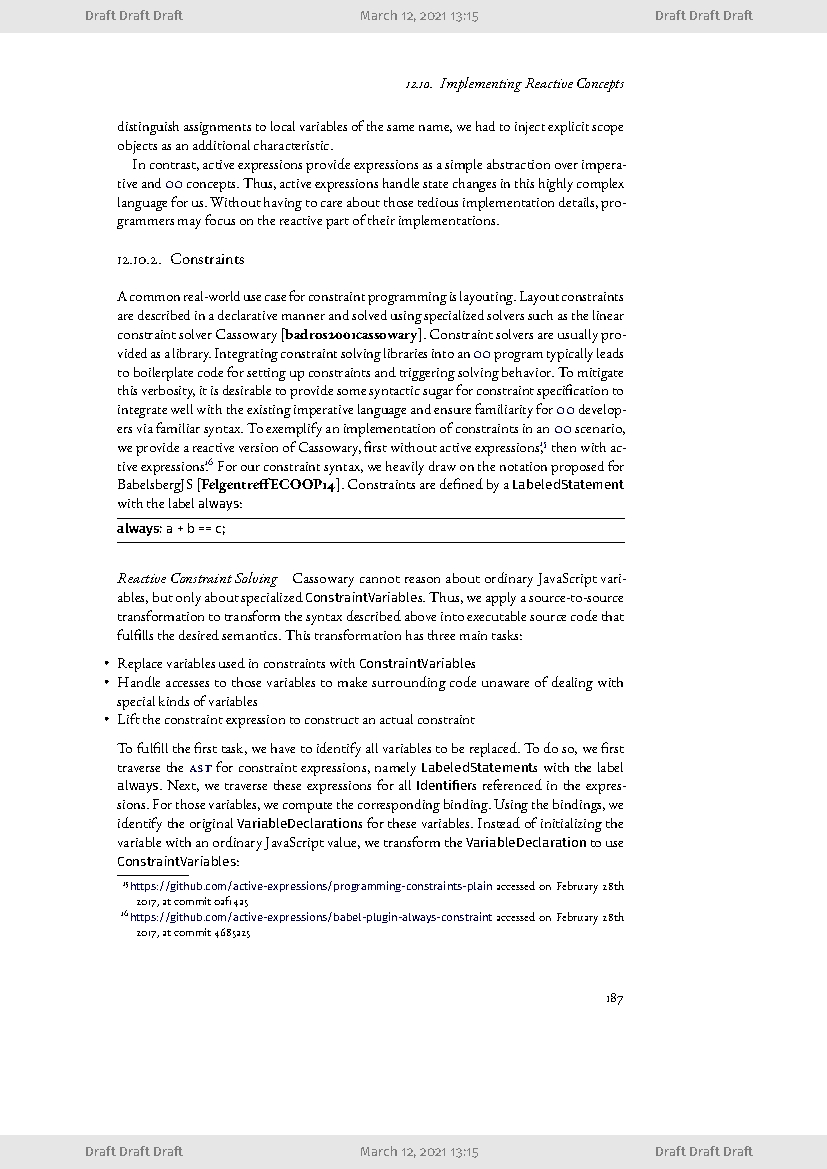 Draft Draft Draft March 12, 2021 13:15 Draft Draft Draft
12.10. Implementing Reactive Concepts
distinguish assignments to local variables of the same name, we had to inject explicit scope
objects as an additional characteristic.
In contrast, active expressions provide expressions as a simple abstraction over impera-
tive and OO concepts. Thus, active expressions handle state changes in this highly complex
language for us. Without having to care about those tedious implementation details, pro-
grammers may focus on the reactive part of their implementations.
12.10.2. Constraints
A common real-world use case for constraint programming is layouting. Layout constraints
are described in a declarative manner and solved using specialized solvers such as the linear
constraint solver Cassowary [badros2001cassowary]. Constraint solvers are usually pro-
vided as a library. Integrating constraint solving libraries into an OO program typically leads
to boilerplate code for setting up constraints and triggering solving behavior. To mitigate
this verbosity, it is desirable to provide some syntactic sugar for constraint specification to
integrate well with the existing imperative language and ensure familiarity for OO develop-
ers via familiar syntax. To exemplify an implementation of constraints in an OO scenario,
we provide a reactive version of Cassowary, first without active expressions,15 then with ac-
tive expressions.16 For our constraint syntax, we heavily draw on the notation proposed for
BabelsbergJS [FelgentreffECOOP14]. Constraints are defined by a LabeledStatement
with the label always:
always: a + b == c;
Reactive Constraint Solving Cassowary cannot reason about ordinary JavaScript vari-
ables, but only about specialized ConstraintVariables. Thus, we apply a source-to-source
transformation to transform the syntax described above into executable source code that
fulfills the desired semantics. This transformation has three main tasks:
• Replace variables used in constraints with ConstraintVariables
• Handle accesses to those variables to make surrounding code unaware of dealing with
special kinds of variables
• Lift the constraint expression to construct an actual constraint
To fulfill the first task, we have to identify all variables to be replaced. To do so, we first
traverse the AST for constraint expressions, namely LabeledStatements with the label
always. Next, we traverse these expressions for all Identifiers referenced in the expres-
sions. For those variables, we compute the corresponding binding. Using the bindings, we
identify the original VariableDeclarations for these variables. Instead of initializing the
variable with an ordinary JavaScript value, we transform the VariableDeclaration to use
ConstraintVariables:
15https://github.com/active-expressions/programming-constraints-plain accessed on February 28th
2017, at commit 0af14a5
16https://github.com/active-expressions/babel-plugin-always-constraint accessed on February 28th
2017, at commit 4685a25
187
Draft Draft Draft March 12, 2021 13:15 Draft Draft Draft